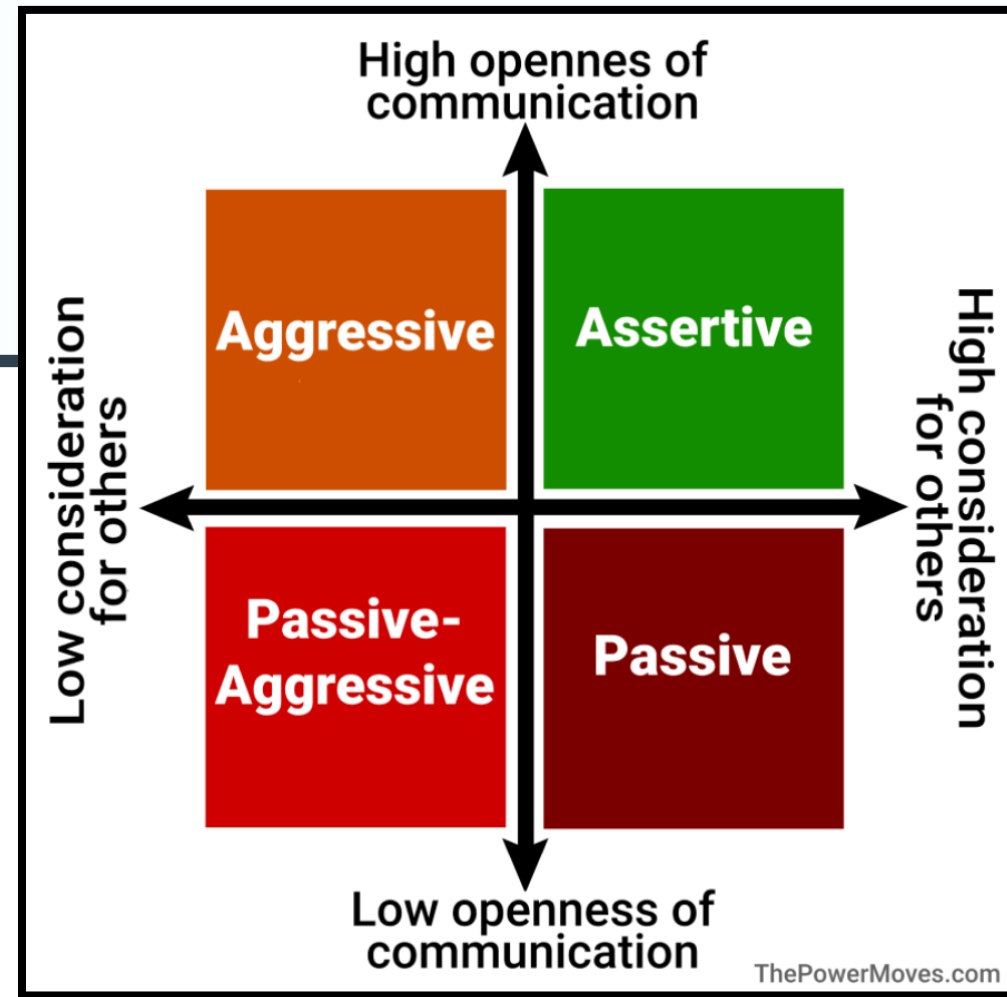 High opennes of
communication
Aggressive
Assertive
Low consideration
for others
High consideration
for others
Passive-
Aggressive
Passive
Low openness of
communication
ThePowerMoves.com